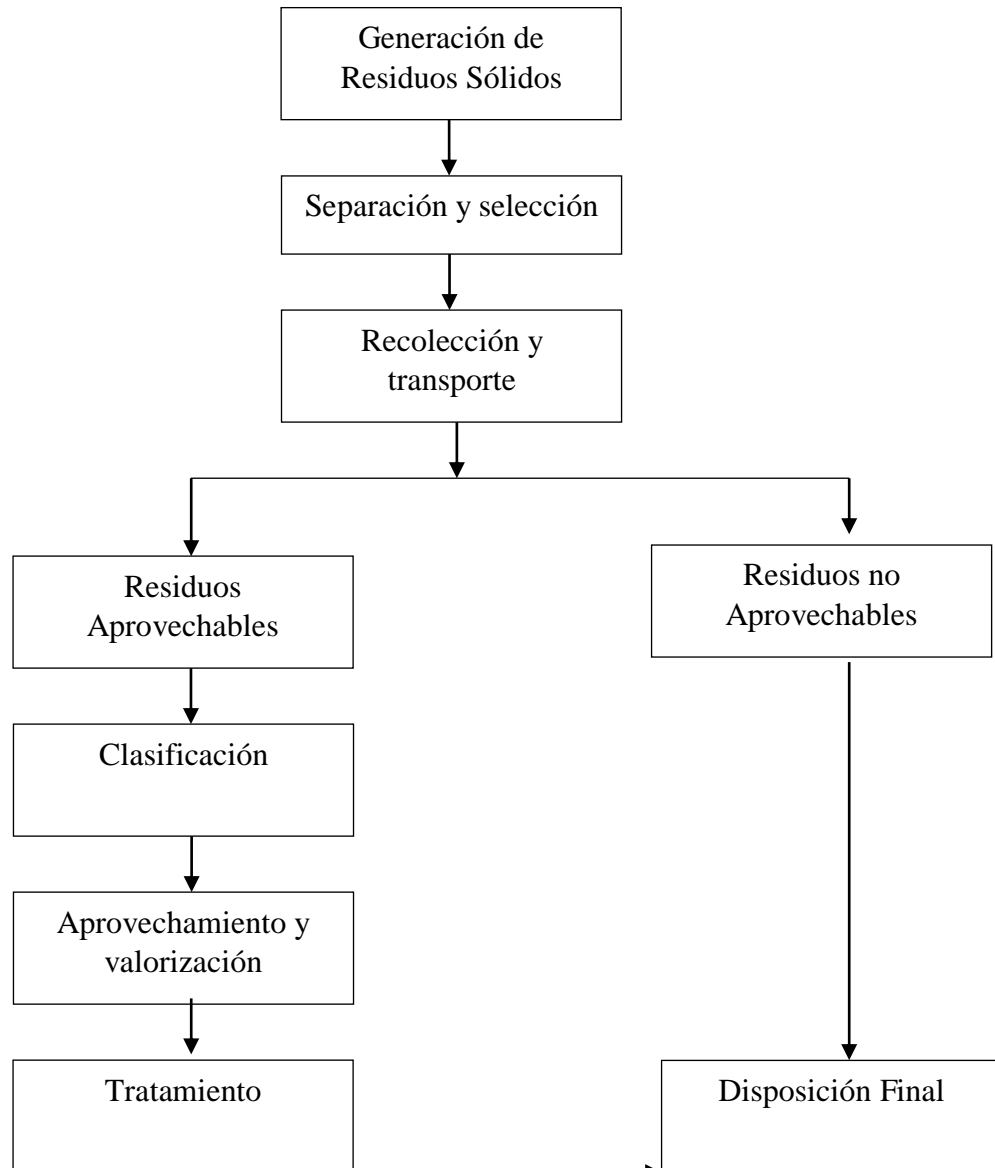 Generación de
Residuos Sólidos
Separación y selección
Recolección y
transporte
Residuos
Aprovechables
Residuos no
Aprovechables
Clasificación
Aprovechamiento y
valorización
Tratamiento
Disposición Final